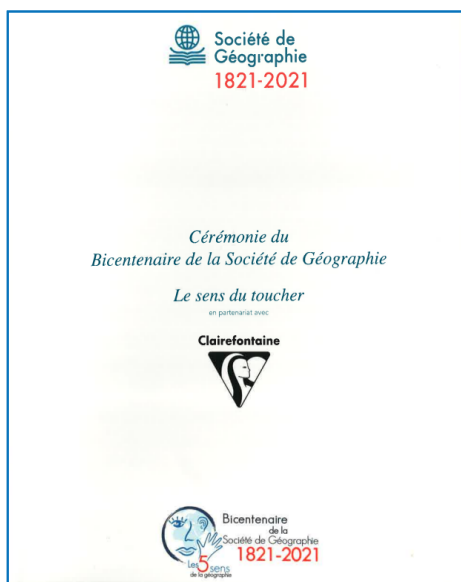 Société de
Géographie
1821-2021
Cérémonie du
Bicentenaire de la Société de Géographie
Le sens du toucher
en partenariat avec
Clairefontaine
Bicentenaire
de la
Société de Géographie
1821-2021
Les 5 sens
de la géographie